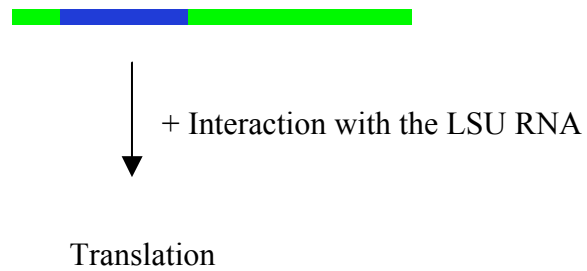 + Interaction with the LSU RNA
Translation